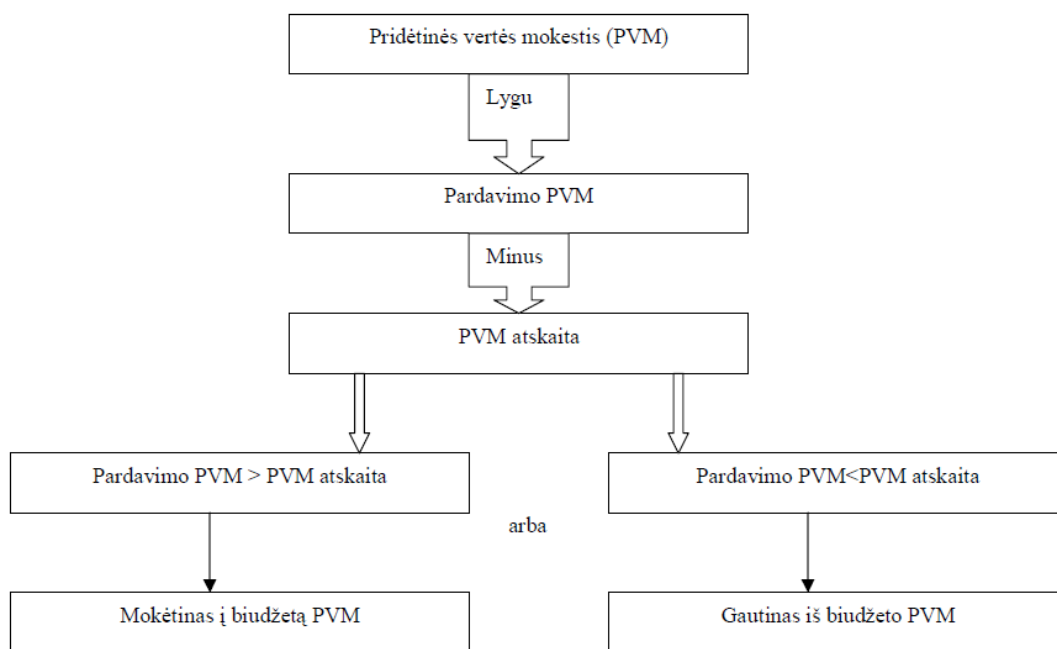 Pridėtinės vertės mokestis (PVM)
Lygu
Pardavimo PVM
Minus
PVM atskaita
Pardavimo PVM > PVM atskaita
Pardavimo PVM<PVM atskaita
arba
Mokėtinas į biudžetą PVM
Gautinas iš biudžeto PVM